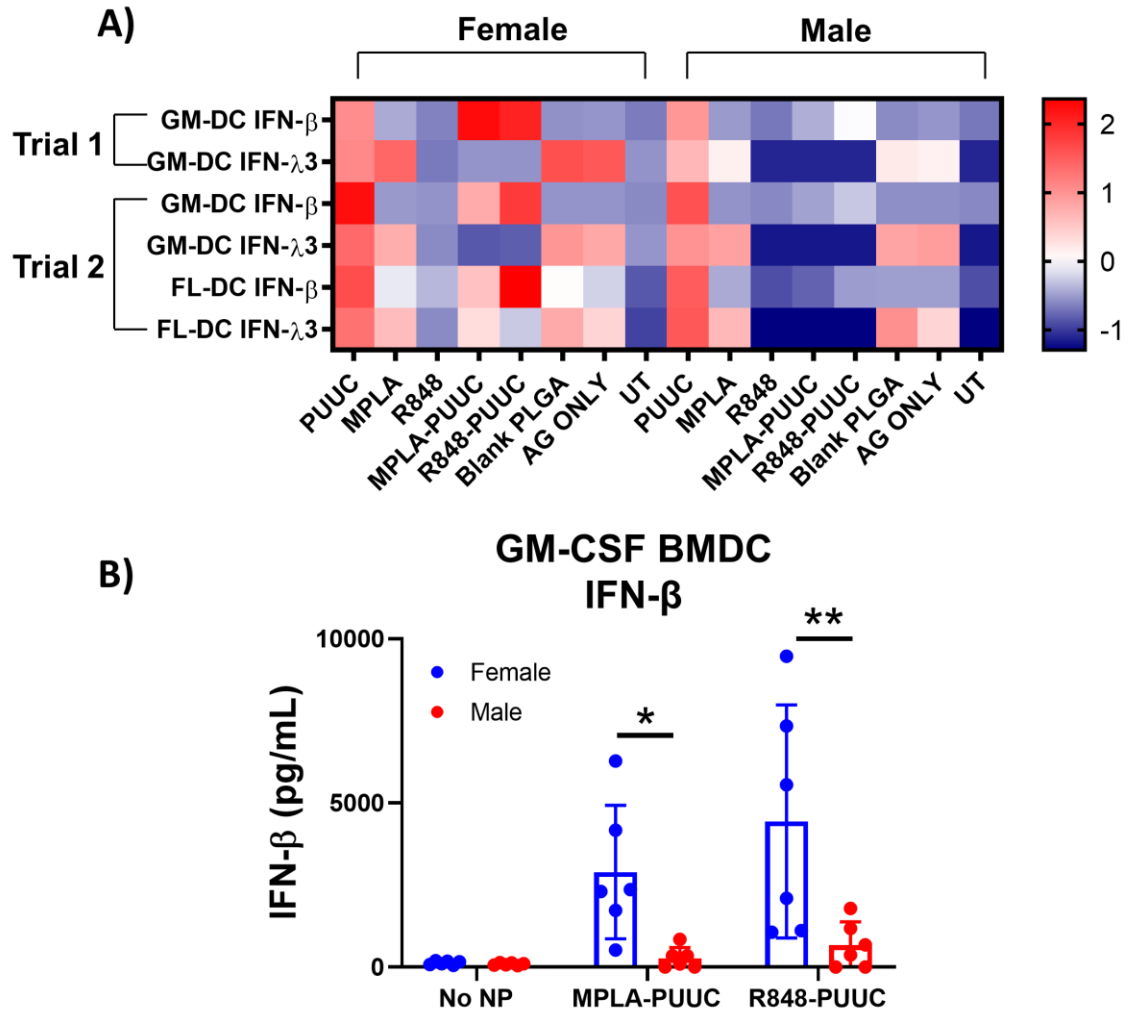 A)
Female Male
Trial 1
GM-DC IFN-β
GM-DC IFN-λ3
Trial 2
GM-DC IFN-β
GM-DC IFN-λ3
FL-DC IFN-β
FL-DC IFN-λ3
2
1
0
-1
PUUC MPLA R848 MPLA-PUUC R848-PUUC Blank PLGA AG ONLY UT PUUC MPLA R848 MPLA-PUUC R848-PUUC Blank PLGA AG ONLY UT
B)
GM-CSF BMDC
IFN-β
IFN-β (pg/mL)
10000
5000
0
Female
Male
*
**
No NP MPLA-PUUC R848-PUUC